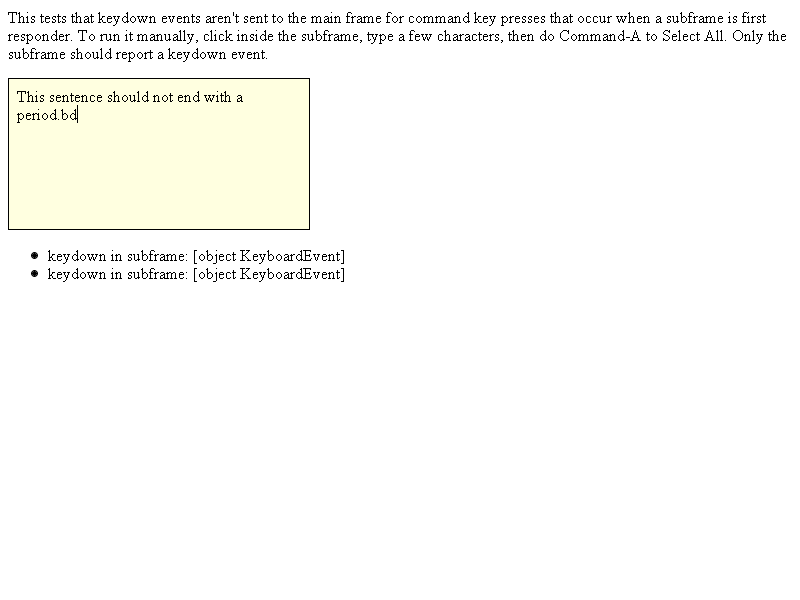 This tests that keydown events aren't sent to the main frame for command key presses that occur when a subframe is first
responder. To run it manually, click inside the subframe, type a few characters, then do Command-A to Select All. Only the
subframe should report a keydown event.
This sentence should not end with a
period.bd
keydown in subframe: [object KeyboardEvent]
keydown in subframe: [object KeyboardEvent]